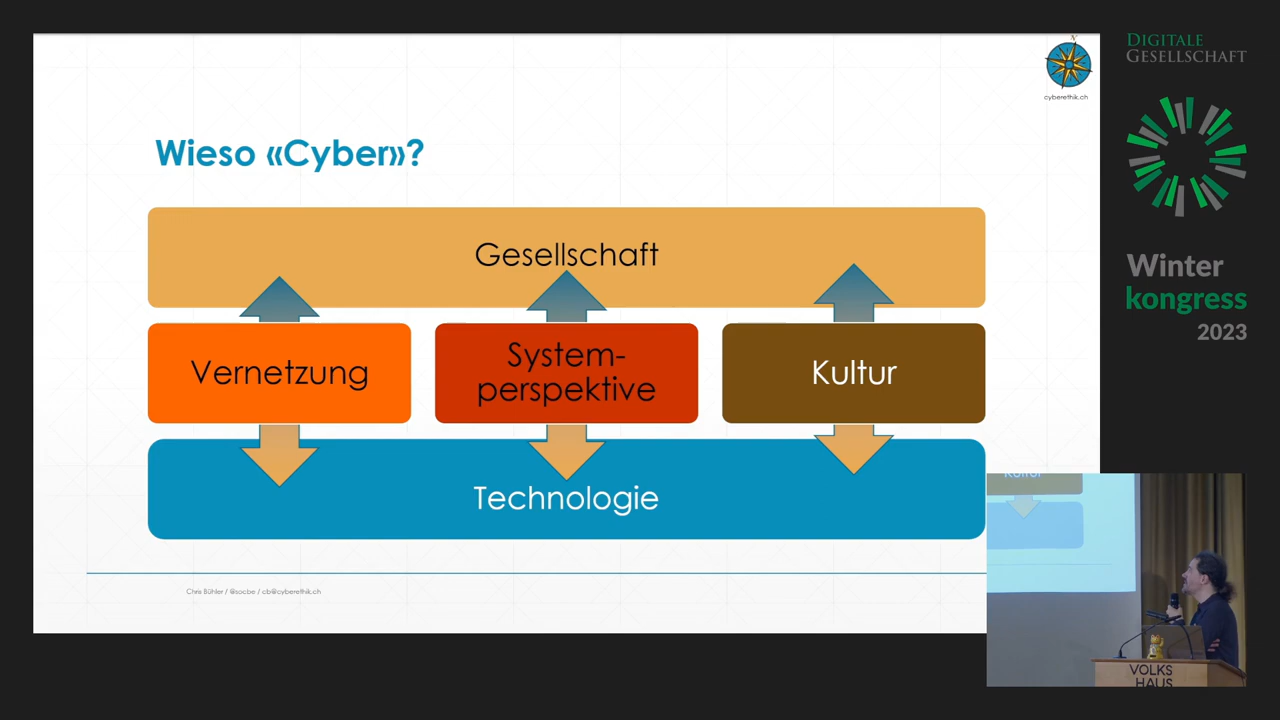 N
cyberethik.ch
Wieso «Cyber»?
Gesellschaft
Vernetzung
System-
perspektive
Kultur
Technologie
Chris Bühler / @socbe / cb@cyberethik.ch
DIGITALE
GESELLSCHAFT
Winter
kongress
2023
Kultur
VOLKS
HAUS